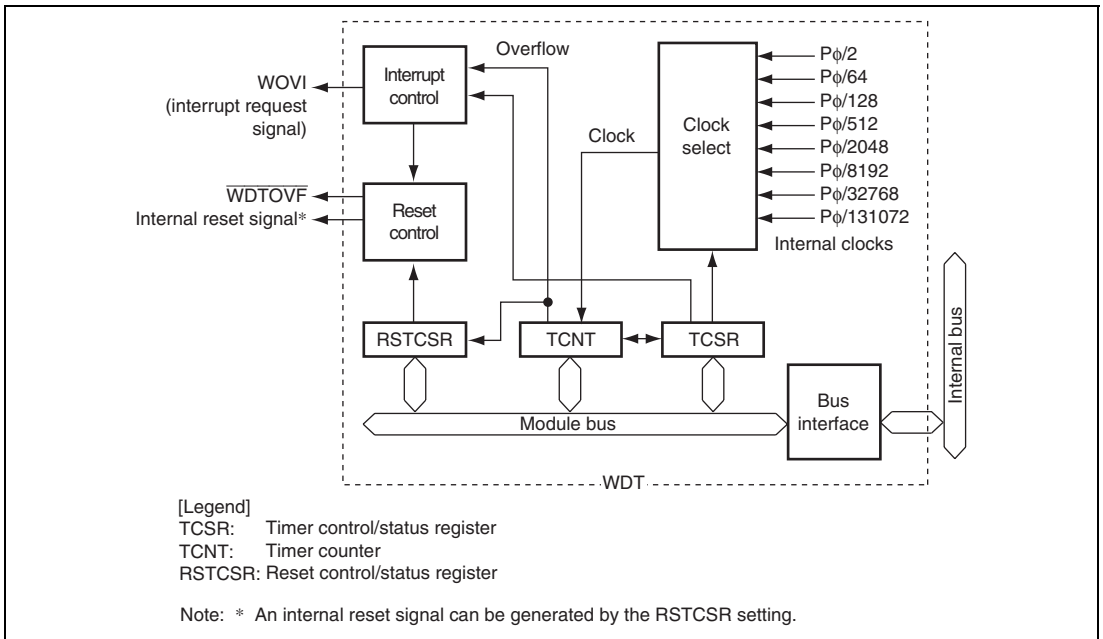 Overflow
Interrupt
control
WOVI
(interrupt request
signal)
Clock
Clock
select
Pφ/2
Pφ/64
Pφ/128
Pφ/512
Pφ/2048
Pφ/8192
Pφ/32768
Pφ/131072
Internal clocks
WDTOVF
Internal reset signal*
Reset
control
RSTCSR
TCNT
TCSR
Module bus
Bus
interface
Internal bus
WDT
[Legend]
TCSR: Timer control/status register
TCNT: Timer counter
RSTCSR: Reset control/status register
Note: * An internal reset signal can be generated by the RSTCSR setting.